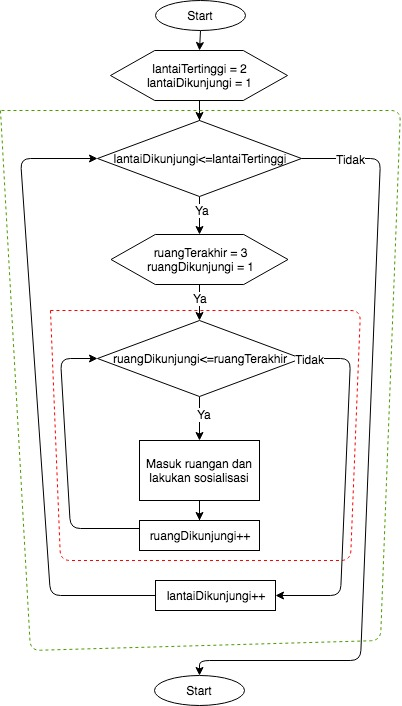 Start
lantaiTertinggi = 2
lantaiDikunjungi = 1
lantaiDikunjungi<=lantaiTertinggi
Tidak
Ya
ruangTerakhir = 3
ruangDikunjungi = 1
Ya
ruangDikunjungi<=ruangTerakhir
Tidak
Ya
Masuk ruangan dan
lakukan sosialisasi
ruangDikunjungi++
lantaiDikunjungi++
Start